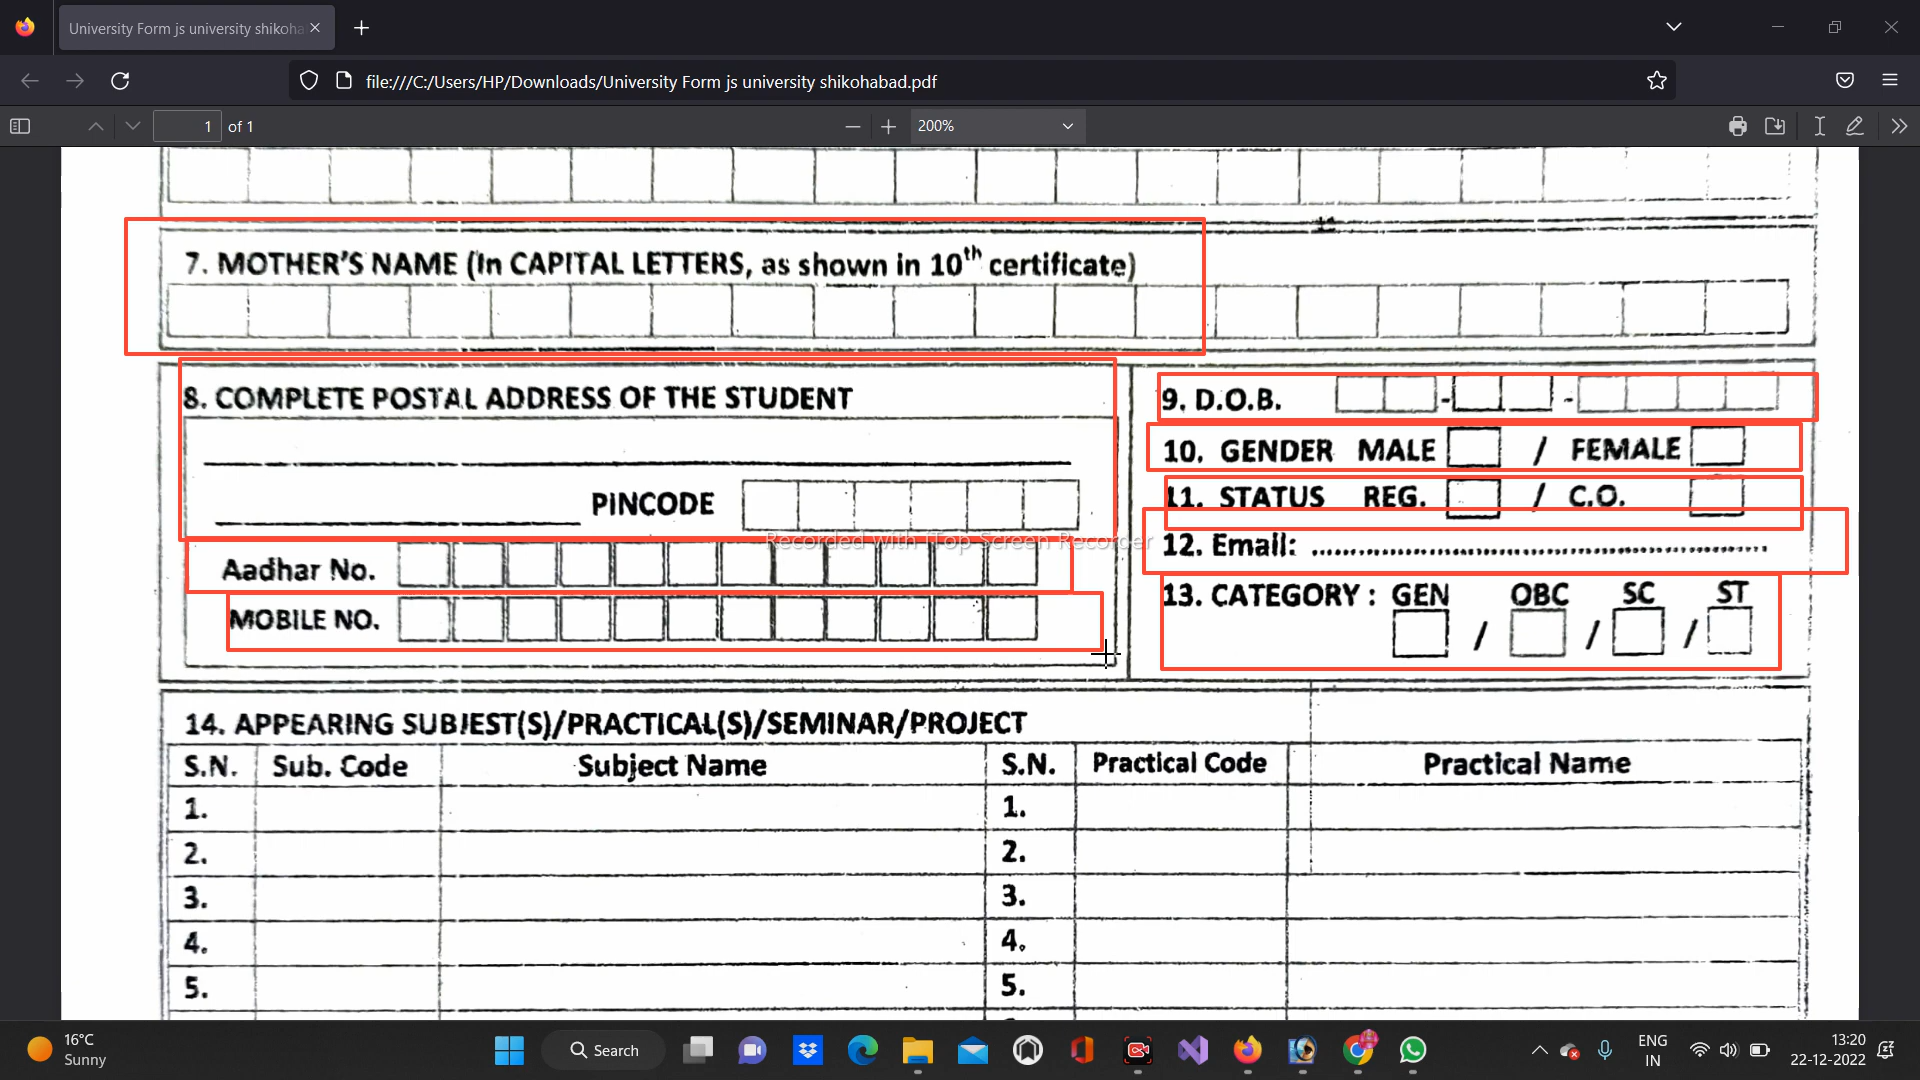 University Form js university shikoha
file:///C:/Users/HP/Downloads/University Form js university shikohabad.pdf
1 of 1
200%
7. MOTHER'S NAME (In CAPITAL LETTERS, as shown in 10th certificate)
8. COMPLETE POSTAL ADDRESS OF THE STUDENT
PINCODE
Aadhar No.
MOBILE NO.
9. D.O.B. - -
10. GENDER MALE / FEMALE
11. STATUS REG. / C.O.
Recorded with iTop Screen Recorder
12. Email: ................................................................
13. CATEGORY : GEN OBC SC ST
/ / /
14. APPEARING SUBJEST(S)/PRACTICAL(S)/SEMINAR/PROJECT
S.N. Sub. Code Subject Name S.N. Practical Code Practical Name
1. 1.
2. 2.
3. 3.
4. 4.
5. 5.
16°C
Sunny
Search
ENG
IN
13:20
22-12-2022